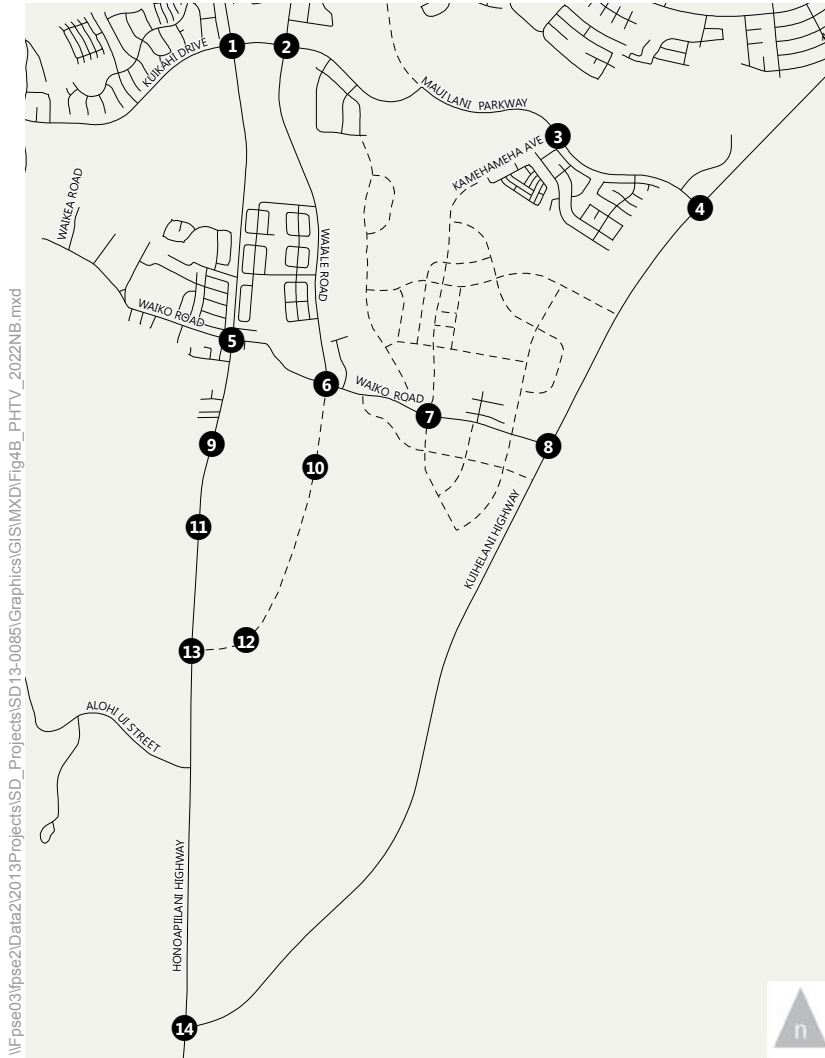 \\Fpse03\fpse2\Data2\2013Projects\SD_Projects\SD13-0085\Graphics\GIS\MXD\Fig4B_PHTV_2022NB.mxd
KUIKAHI DRIVE
1
2
MAUI LANI PARKWAY
3
KAMEHAMEHA AVE
4
WAIKEA ROAD
WAIALE ROAD
WAIKO ROAD
5
6
WAIKO ROAD
7
8
9
10
11
KUIHELANI HIGHWAY
12
13
ALOHI UI STREET
HONOAPIILANI HIGHWAY
14
n